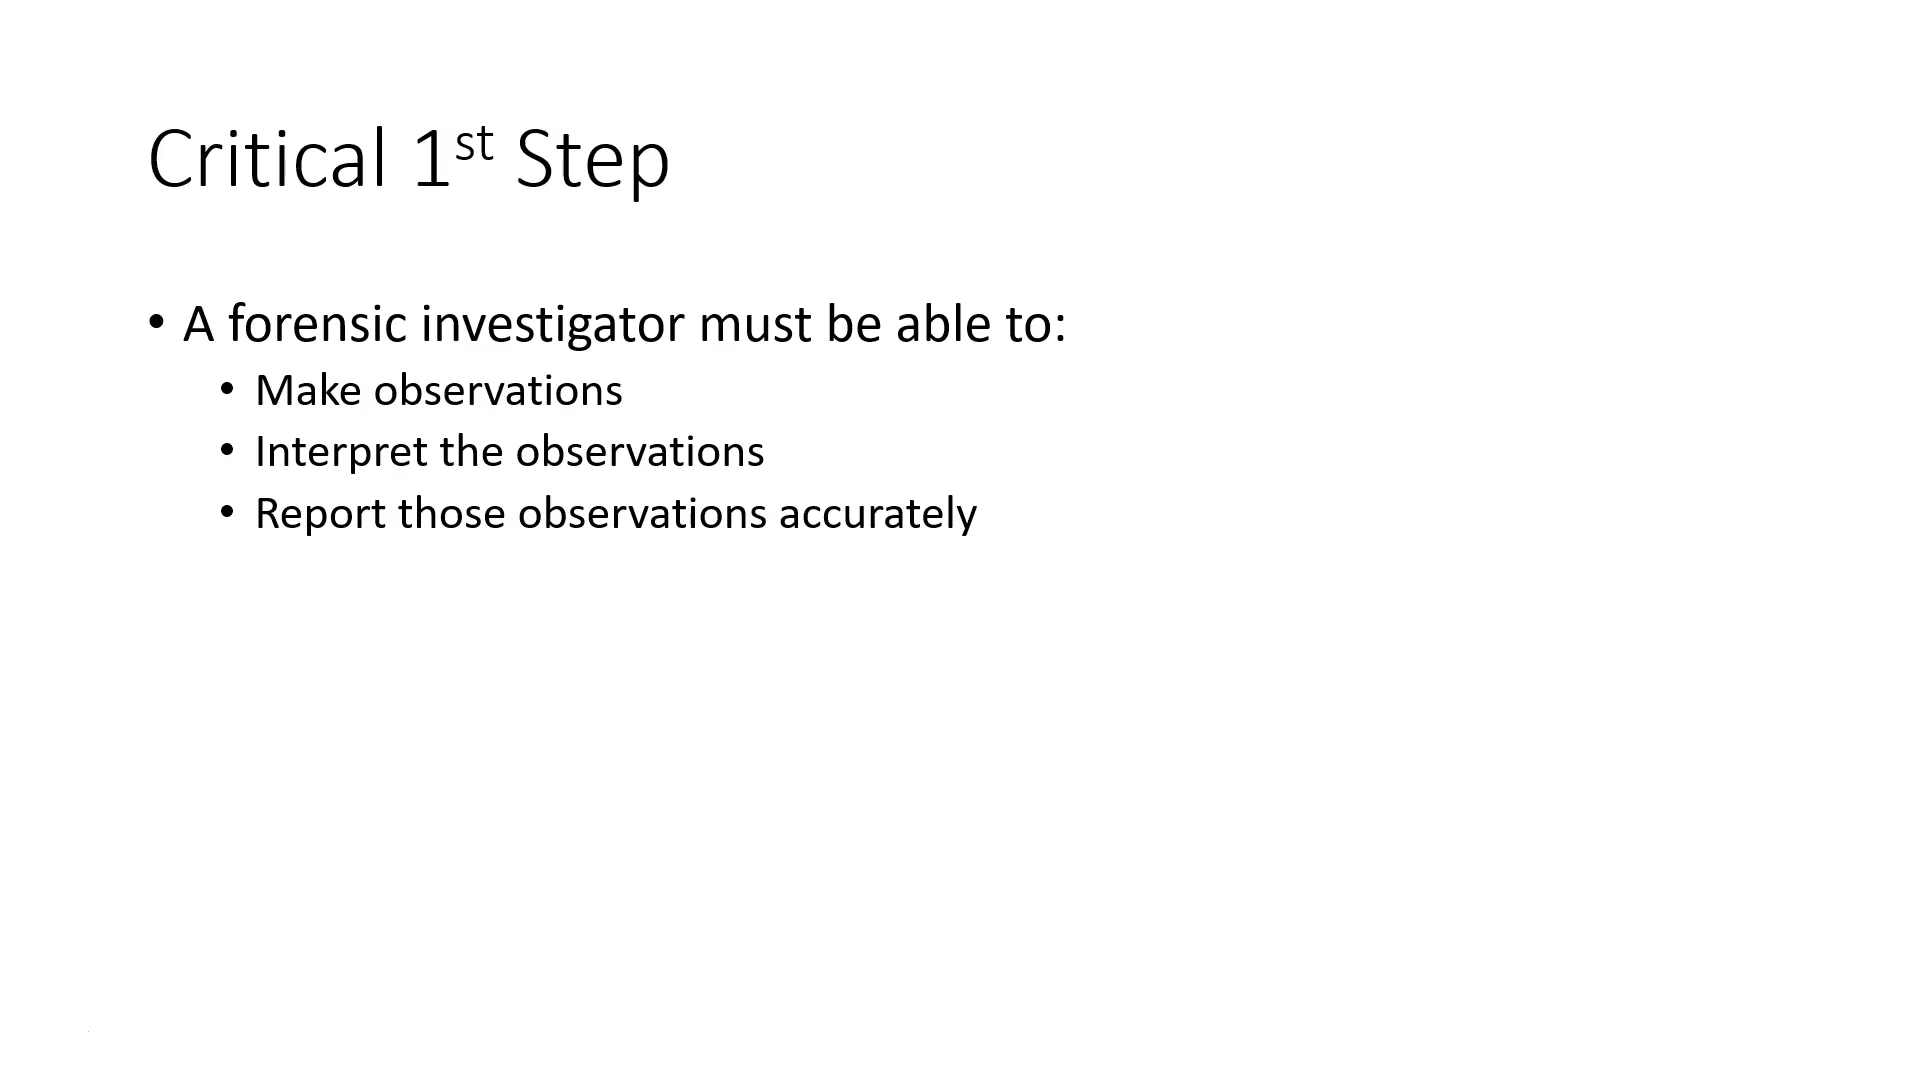 Critical 1st Step
• A forensic investigator must be able to:
• Make observations
• Interpret the observations
• Report those observations accurately